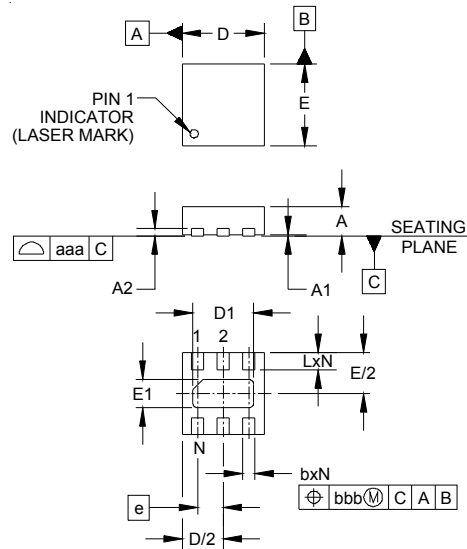 A
D
B
PIN 1
INDICATOR
(LASER MARK)
E
A
SEATING
PLANE
aaa C
C
A2
A1
D1
1 2
LxN
E/2
E1
N
bxN
bbb Ⓜ C A B
e
D/2